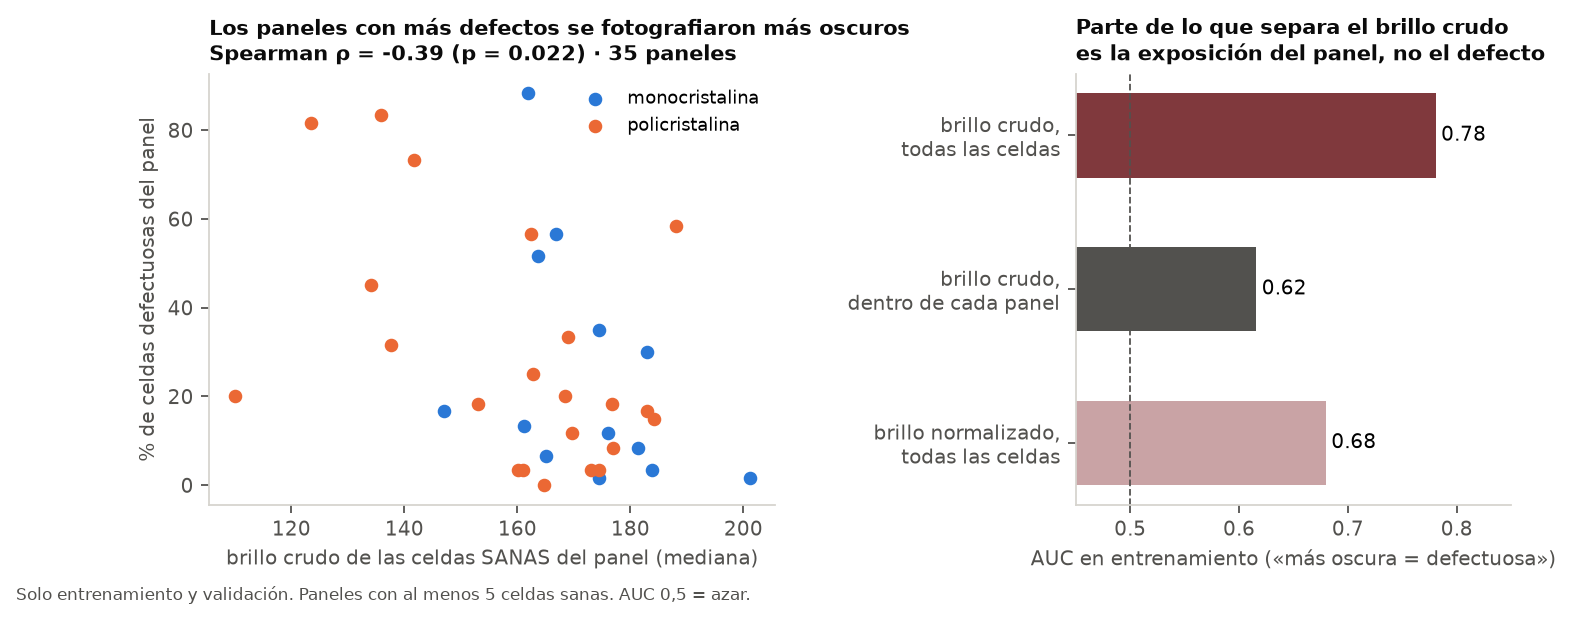 Los paneles con más defectos se fotografiaron más oscuros
Spearman ρ = -0.39 (p = 0.022) · 35 paneles
monocristalina
policristalina
% de celdas defectuosas del panel
80
60
40
20
0
120
140
160
180
200
brillo crudo de las celdas SANAS del panel (mediana)
Parte de lo que separa el brillo crudo
es la exposición del panel, no el defecto
brillo crudo,
todas las celdas
0.78
brillo crudo,
dentro de cada panel
0.62
brillo normalizado,
todas las celdas
0.68
0.5
0.6
0.7
0.8
AUC en entrenamiento («más oscura = defectuosa»)
Solo entrenamiento y validación. Paneles con al menos 5 celdas sanas. AUC 0,5 = azar.